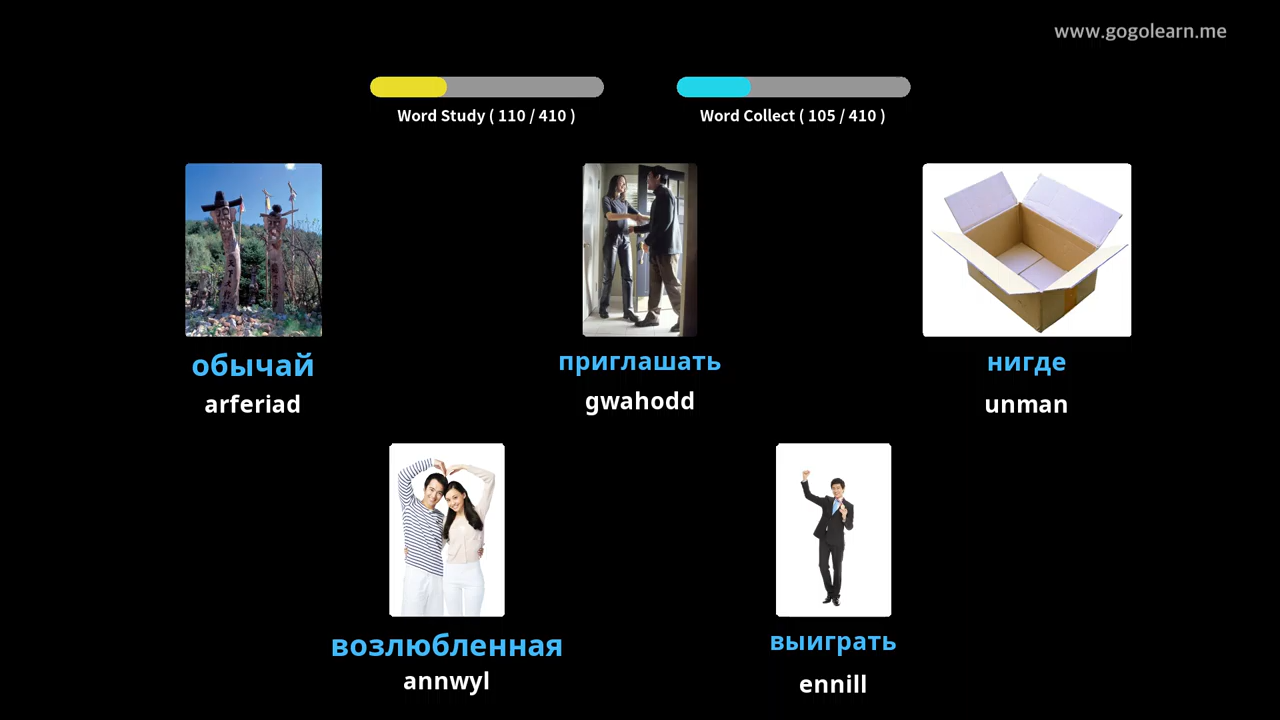 www.gogolearn.me
Word Study ( 110 / 410 )
Word Collect ( 105 / 410 )
обычай
arferiad
приглашать
gwahodd
нигде
unman
возлюбленная
annwyl
выиграть
ennill